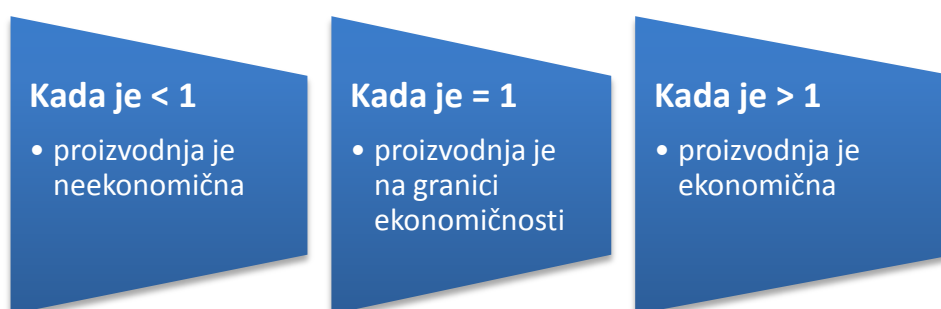 Kada je < 1
• proizvodnja je
neekonomična
Kada je = 1
• proizvodnja je
na granici
ekonomičnosti
Kada je > 1
• proizvodnja je
ekonomična